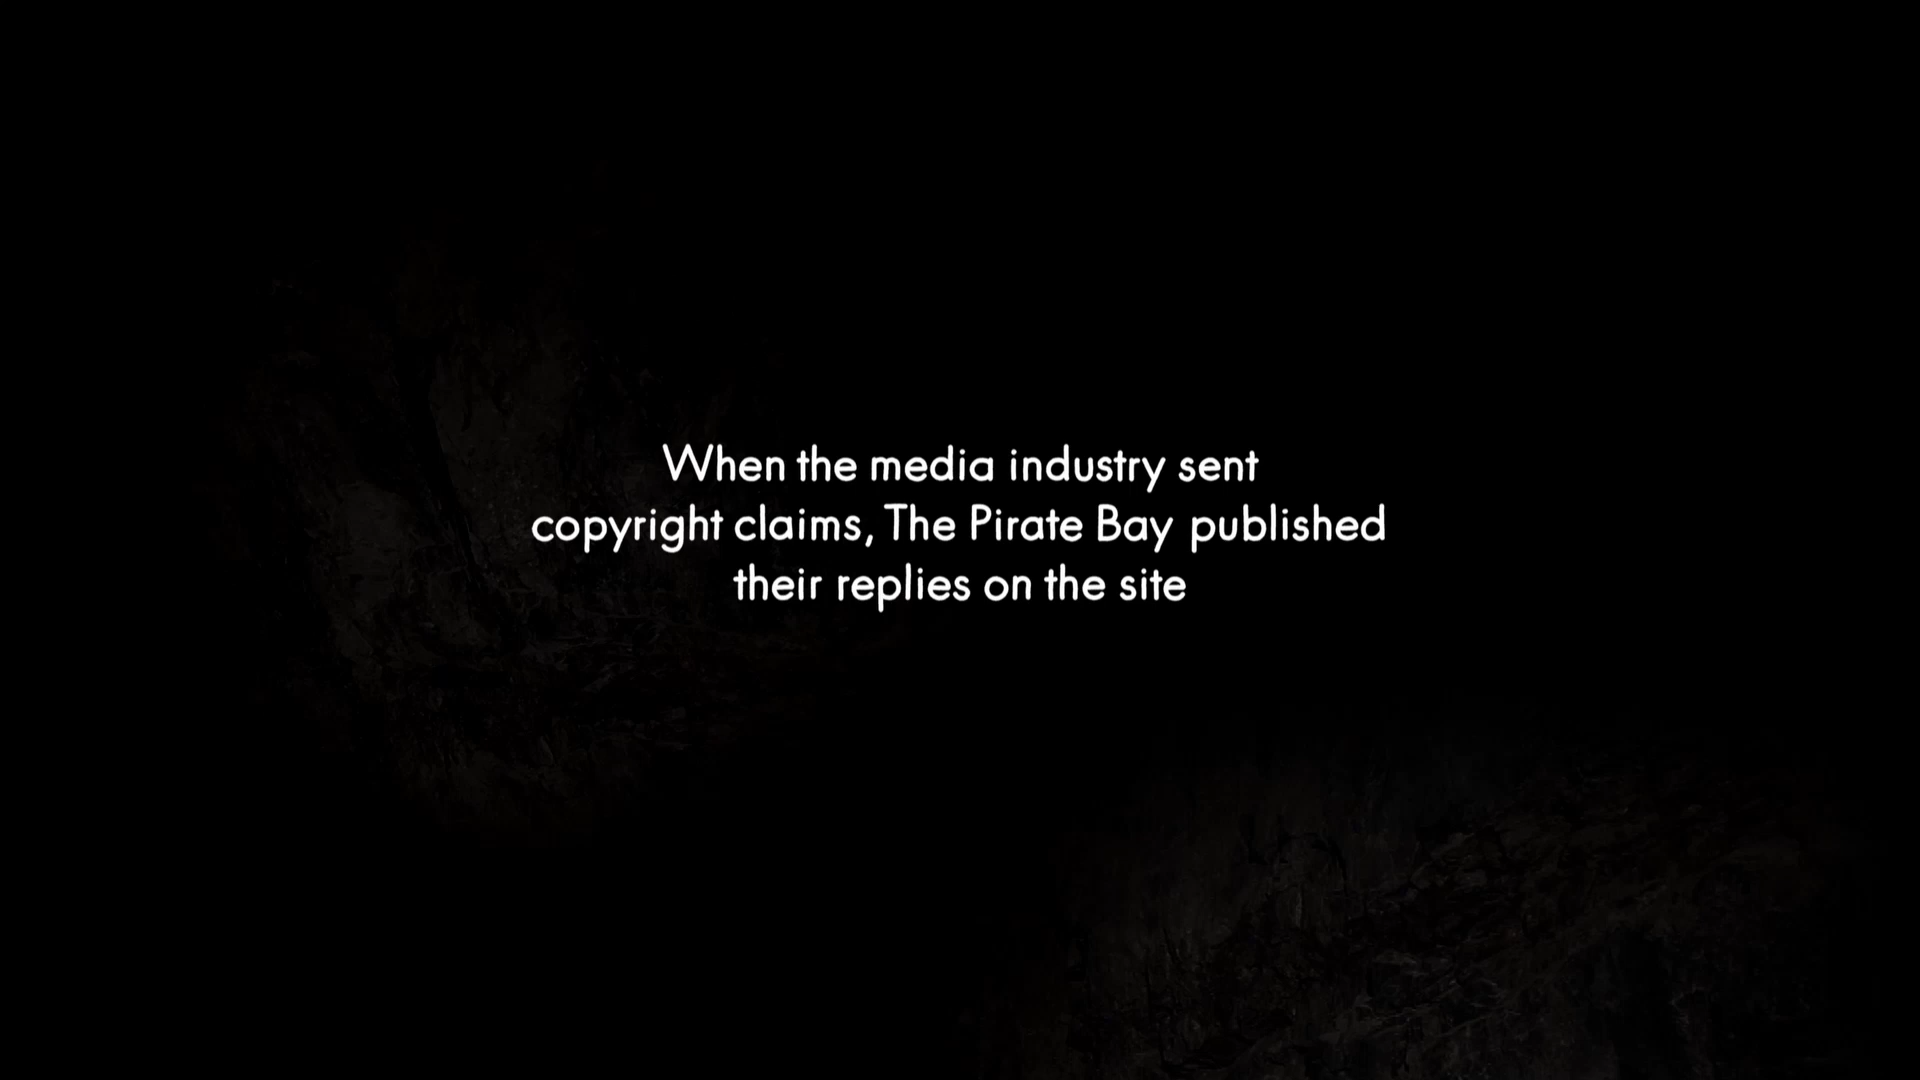 When the media industry sent
copyright claims, The Pirate Bay published
their replies on the site